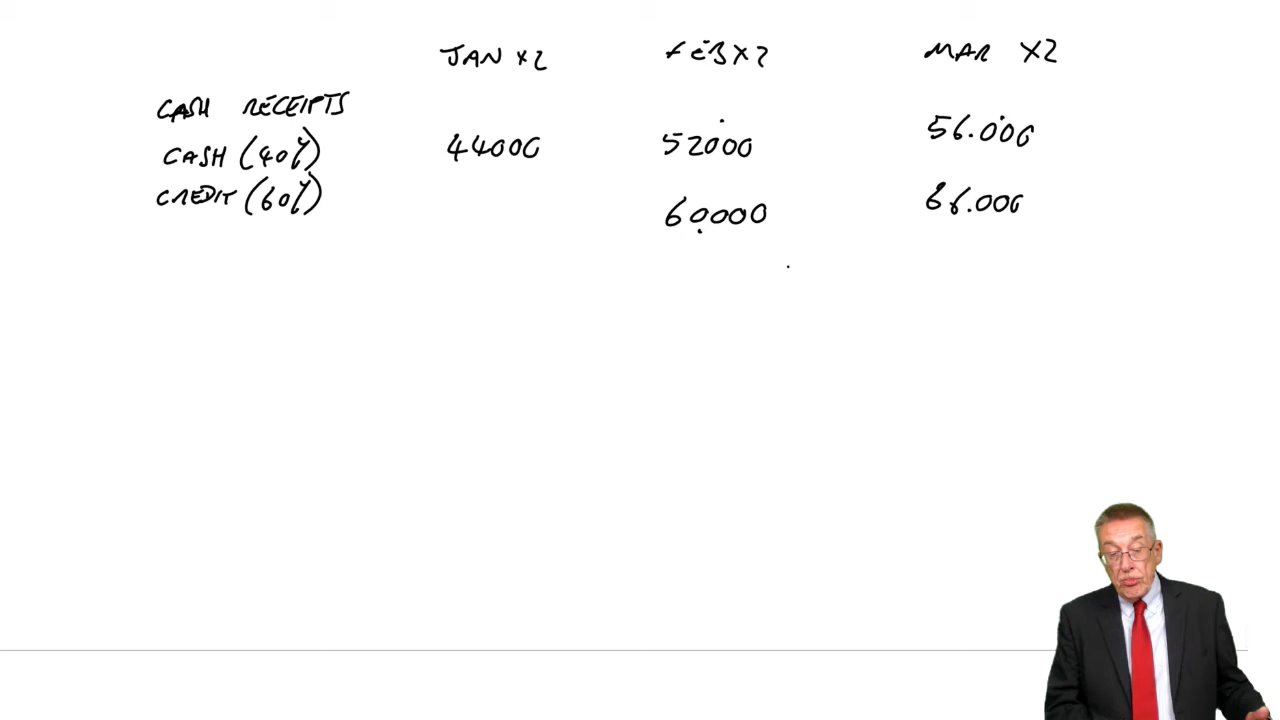 JAN X2 FEB X2 MAR X2
CASH RECEIPTS
CASH (40%) 44000 52000 56.000
CREDIT (60%) 60000 66.000